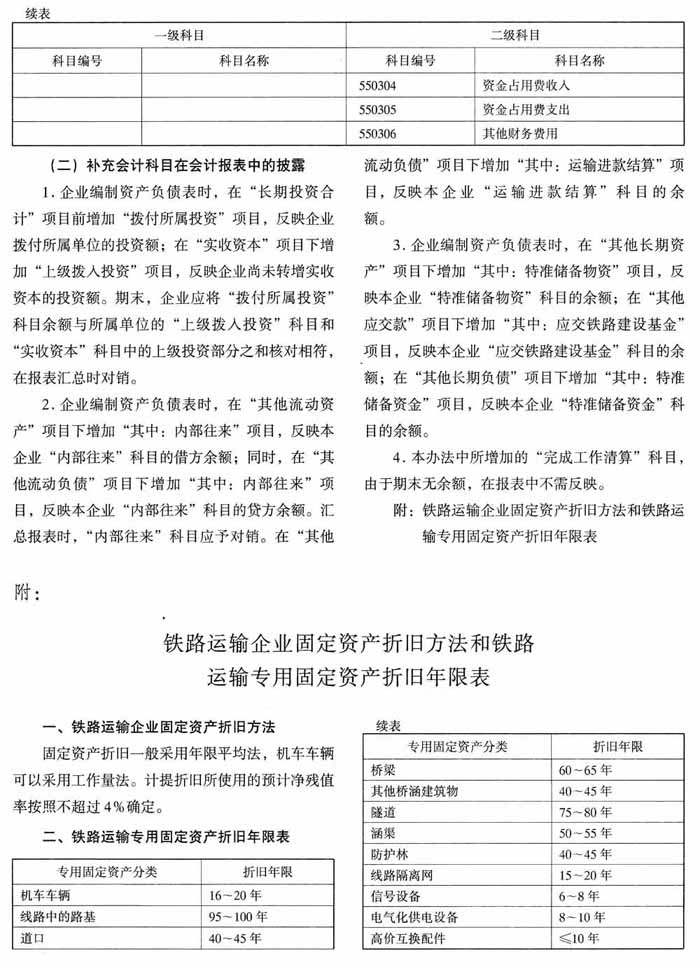 续表
一级科目 二级科目
科目编号 科目名称 科目编号 科目名称
550304 资金占用费收入
550305 资金占用费支出
550306 其他财务费用
（二）补充会计科目在会计报表中的披露
1. 企业编制资产负债表时，在“长期投资合
计”项目前增加“拨付所属投资”项目，反映企业
拨付所属单位的投资额；在“实收资本”项目下增
加“上级拨入投资”项目，反映企业尚未转增实收
资本的投资额。期末，企业应将“拨付所属投资”
科目余额与所属单位的“上级拨入投资”科目和
“实收资本”科目中的上级投资部分之和核对相符，
在报表汇总时对销。
2. 企业编制资产负债表时，在“其他流动资
产”项目下增加“其中：内部往来”项目，反映本
企业“内部往来”科目的借方余额；同时，在“其
他流动负债”项目下增加“其中：内部往来”项
目，反映本企业“内部往来”科目的贷方余额。汇
总报表时，“内部往来”科目应予对销。在“其他
流动负债”项目下增加“其中：运输进款结算”项
目，反映本企业“运输进款结算”科目的余
额。
3. 企业编制资产负债表时，在“其他长期资
产”项目下增加“其中：特准储备物资”项目，反
映本企业“特准储备物资”科目的余额；在“其他
应交款”项目下增加“其中：应交铁路建设基金”
项目，反映本企业“应交铁路建设基金”科目的余
额；在“其他长期负债”项目下增加“其中：特准
储备资金”项目，反映本企业“特准储备资金”科
目的余额。
4. 本办法中所增加的“完成工作清算”科目，
由于期末无余额，在报表中不需反映。
附：铁路运输企业固定资产折旧方法和铁路运
输专用固定资产折旧年限表
附：
铁路运输企业固定资产折旧方法和铁路
运输专用固定资产折旧年限表
一、铁路运输企业固定资产折旧方法
固定资产折旧一般采用年限平均法，机车车辆
可以采用工作量法。计提折旧所使用的预计净残值
率按照不超过4%确定。
二、铁路运输专用固定资产折旧年限表
专用固定资产分类 折旧年限
机车车辆 16～20年
线路中的路基 95～100年
道口 40～45年
续表
专用固定资产分类 折旧年限
桥梁 60～65年
其他桥涵建筑物 40～45年
隧道 75～80年
涵渠 50～55年
防护林 40～45年
线路隔离网 15～20年
信号设备 6～8年
电气化供电设备 8～10年
高价互换配件 ≤10年